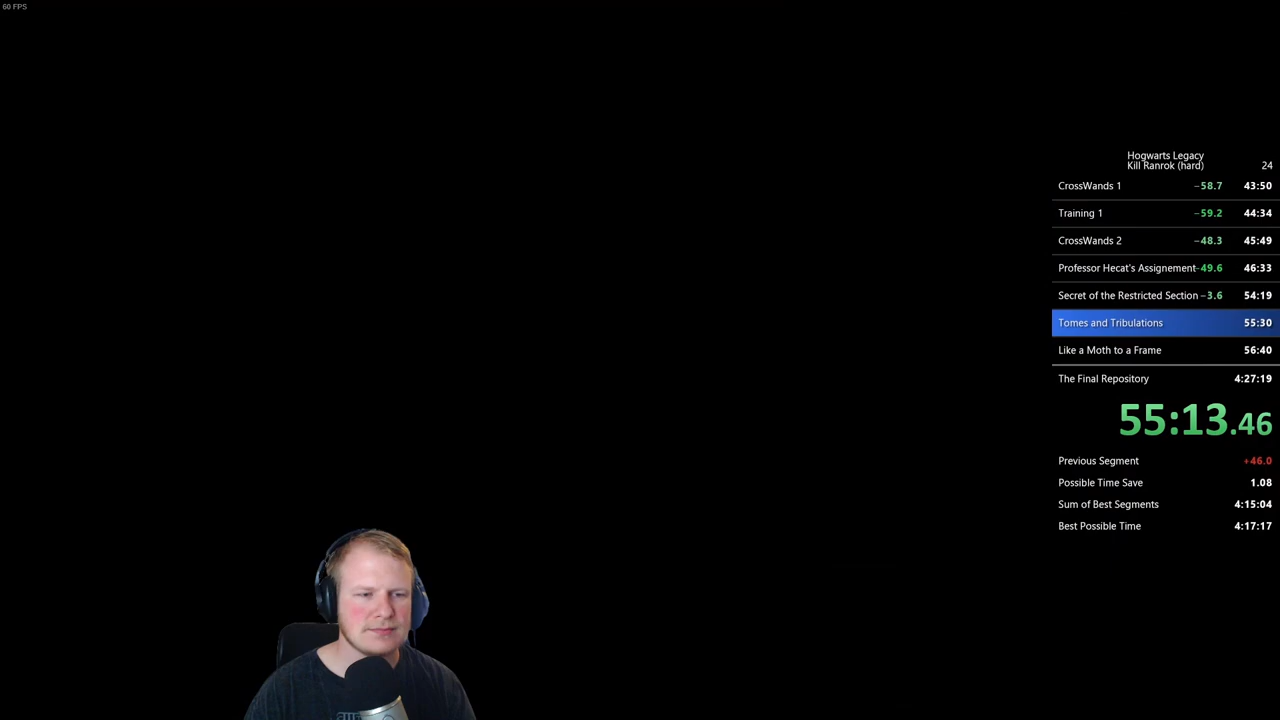 60 FPS
Hogwarts Legacy
Kill Ranrok (hard) 24
CrossWands 1 −58.7 43:50
Training 1 −59.2 44:34
CrossWands 2 −48.3 45:49
Professor Hecat's Assignement −49.6 46:33
Secret of the Restricted Section −3.6 54:19
Tomes and Tribulations 55:30
Like a Moth to a Frame 56:40
The Final Repository 4:27:19
55:13.46
Previous Segment +46.0
Possible Time Save 1.08
Sum of Best Segments 4:15:04
Best Possible Time 4:17:17